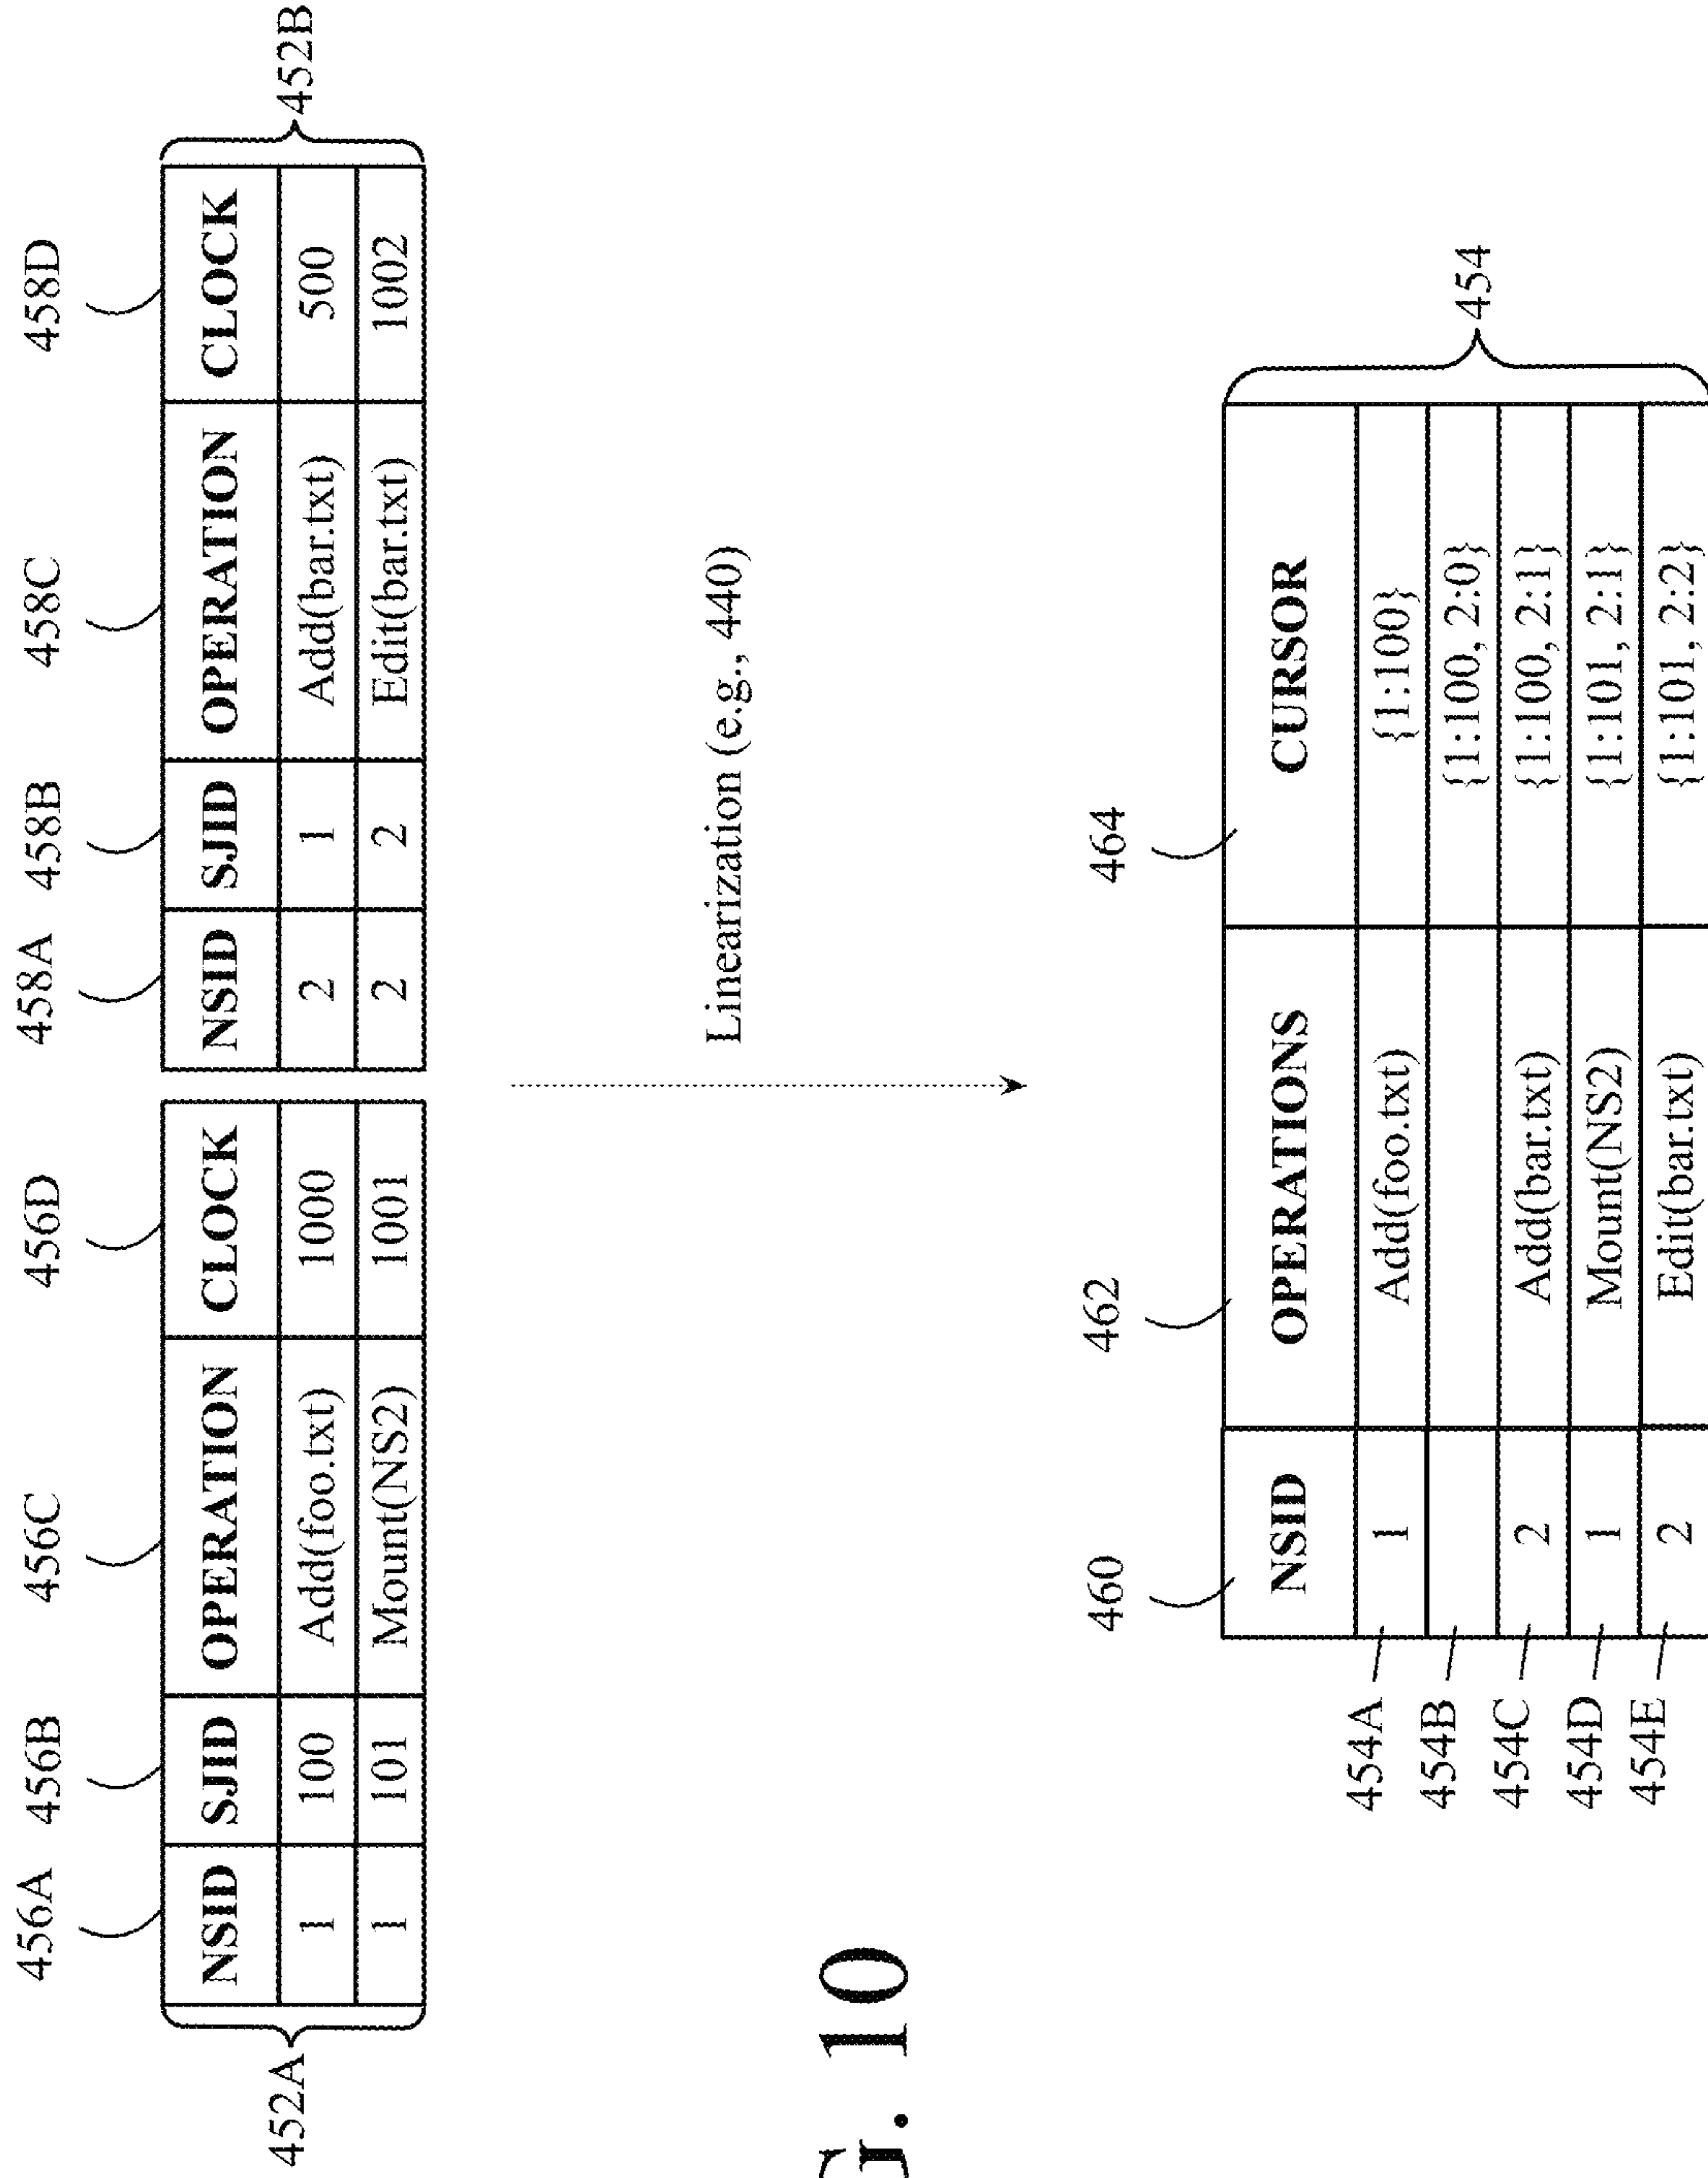 456A 456B 456C 456D 458A 458B 458C 458D
NSID SJID OPERATION CLOCK NSID SJID OPERATION CLOCK
1 100 Add(foo.txt) 1000 2 1 Add(bar.txt) 500
452A 452B
1 101 Mount(NS2) 1001 2 2 Edit(bar.txt) 1002
Linearization (e.g., 440)
G. 10
460 462 464
NSID OPERATIONS CURSOR
454A 1 Add(foo.txt) {1:100}
454B {1:100, 2:0}
454
454C 2 Add(bar.txt) {1:100, 2:1}
454D 1 Mount(NS2) {1:101, 2:1}
454E 2 Edit(bar.txt) {1:101, 2:2}